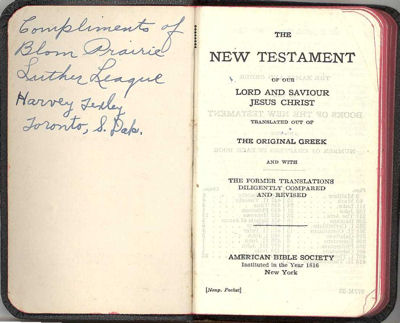 Compliments of
Blom Prairie
Luther League
Harvey
Toronto, S. Dak.
THE
NEW TESTAMENT
OF OUR
LORD AND SAVIOUR
JESUS CHRIST
TRANSLATED OUT OF
THE ORIGINAL GREEK
AND WITH
THE FORMER TRANSLATIONS
DILIGENTLY COMPARED
AND REVISED
AMERICAN BIBLE SOCIETY
Instituted in the Year 1816
New York
[Nonp. Pocket]